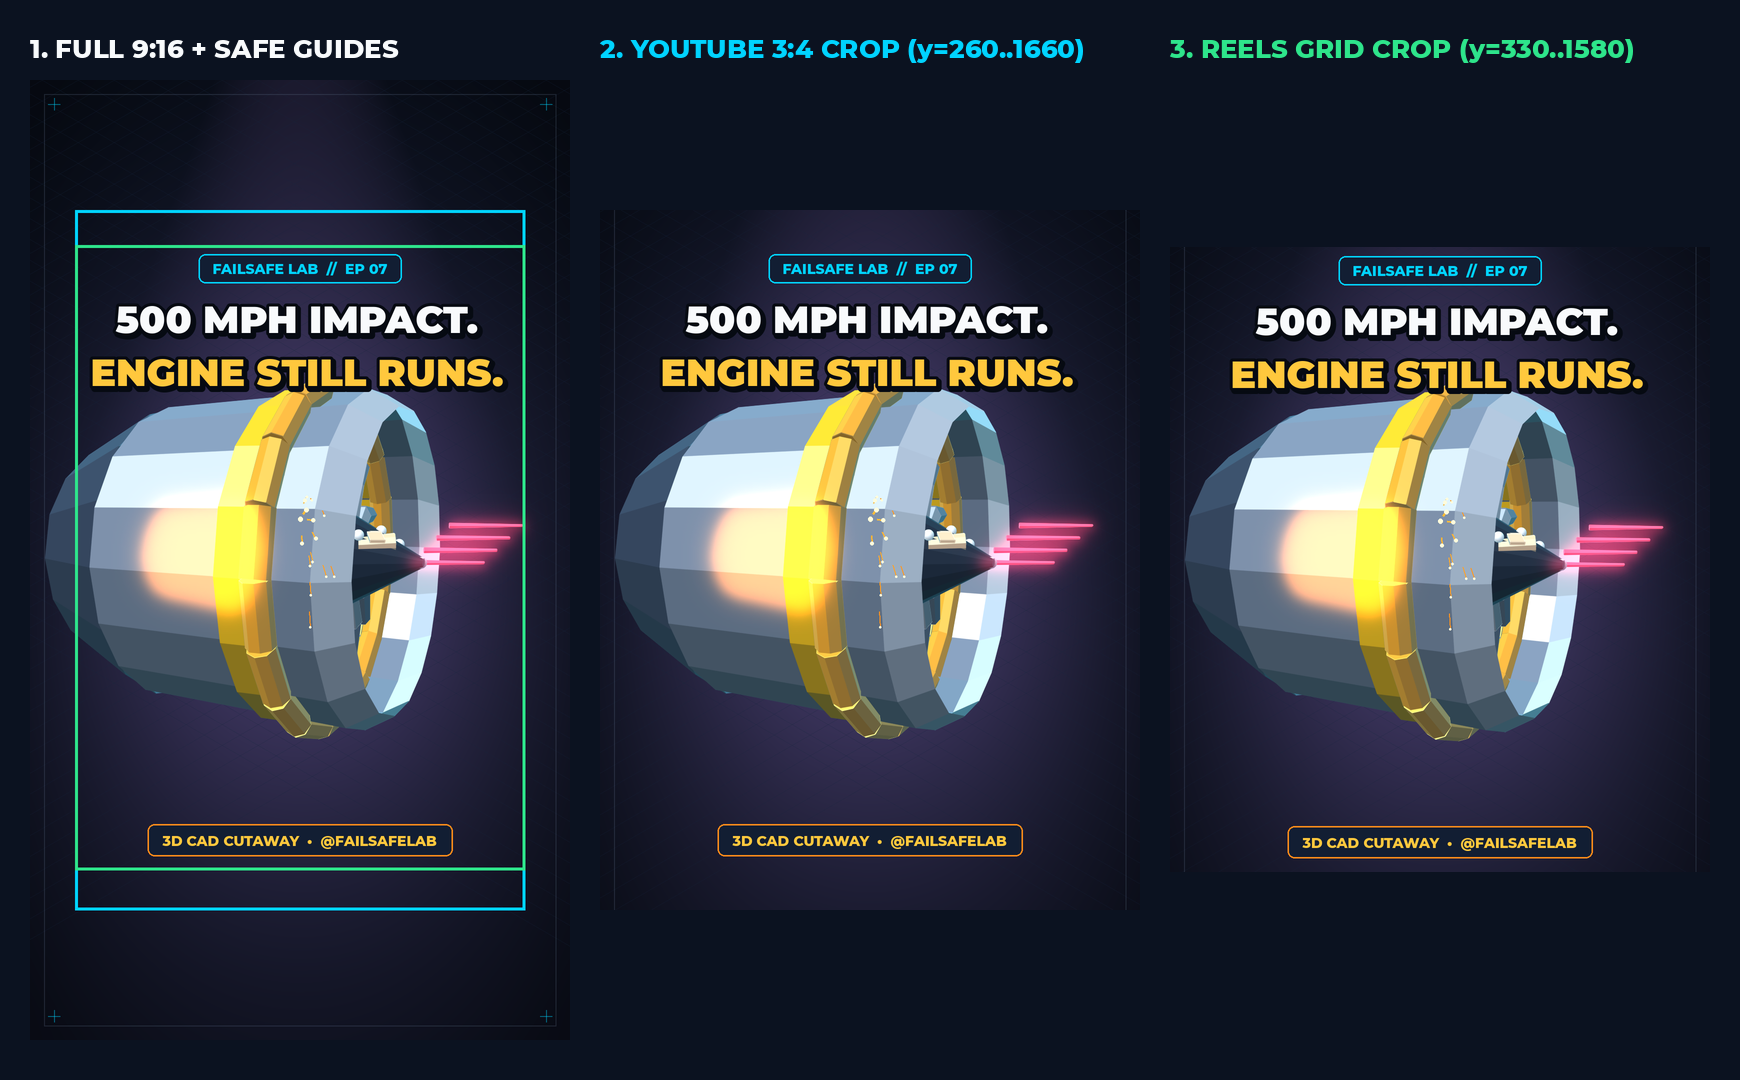 1. FULL 9:16 + SAFE GUIDES
FAILSAFE LAB // EP 07
500 MPH IMPACT.
ENGINE STILL RUNS.
3D CAD CUTAWAY • @FAILSAFELAB
2. YOUTUBE 3:4 CROP (y=260..1660)
FAILSAFE LAB // EP 07
500 MPH IMPACT.
ENGINE STILL RUNS.
3D CAD CUTAWAY • @FAILSAFELAB
3. REELS GRID CROP (y=330..1580)
FAILSAFE LAB // EP 07
500 MPH IMPACT.
ENGINE STILL RUNS.
3D CAD CUTAWAY • @FAILSAFELAB